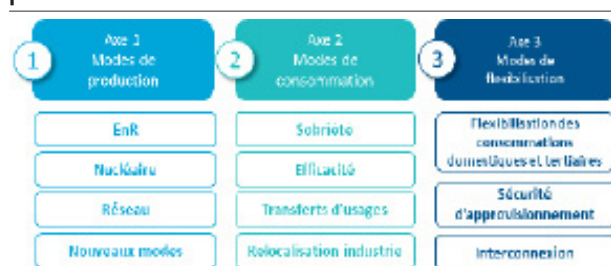 1
Axe 1
Modes de
production
EnR
Nucléaire
Réseau
Nouveaux modes
2
Axe 2
Modes de
consommation
Sobriété
Efficacité
Transferts d'usages
Relocalisation industrie
3
Axe 3
Modes de
flexibilisation
Flexibilisation des
consommations
domestiques et tertiaires
Sécurité
d'approvisionnement
Interconnexion